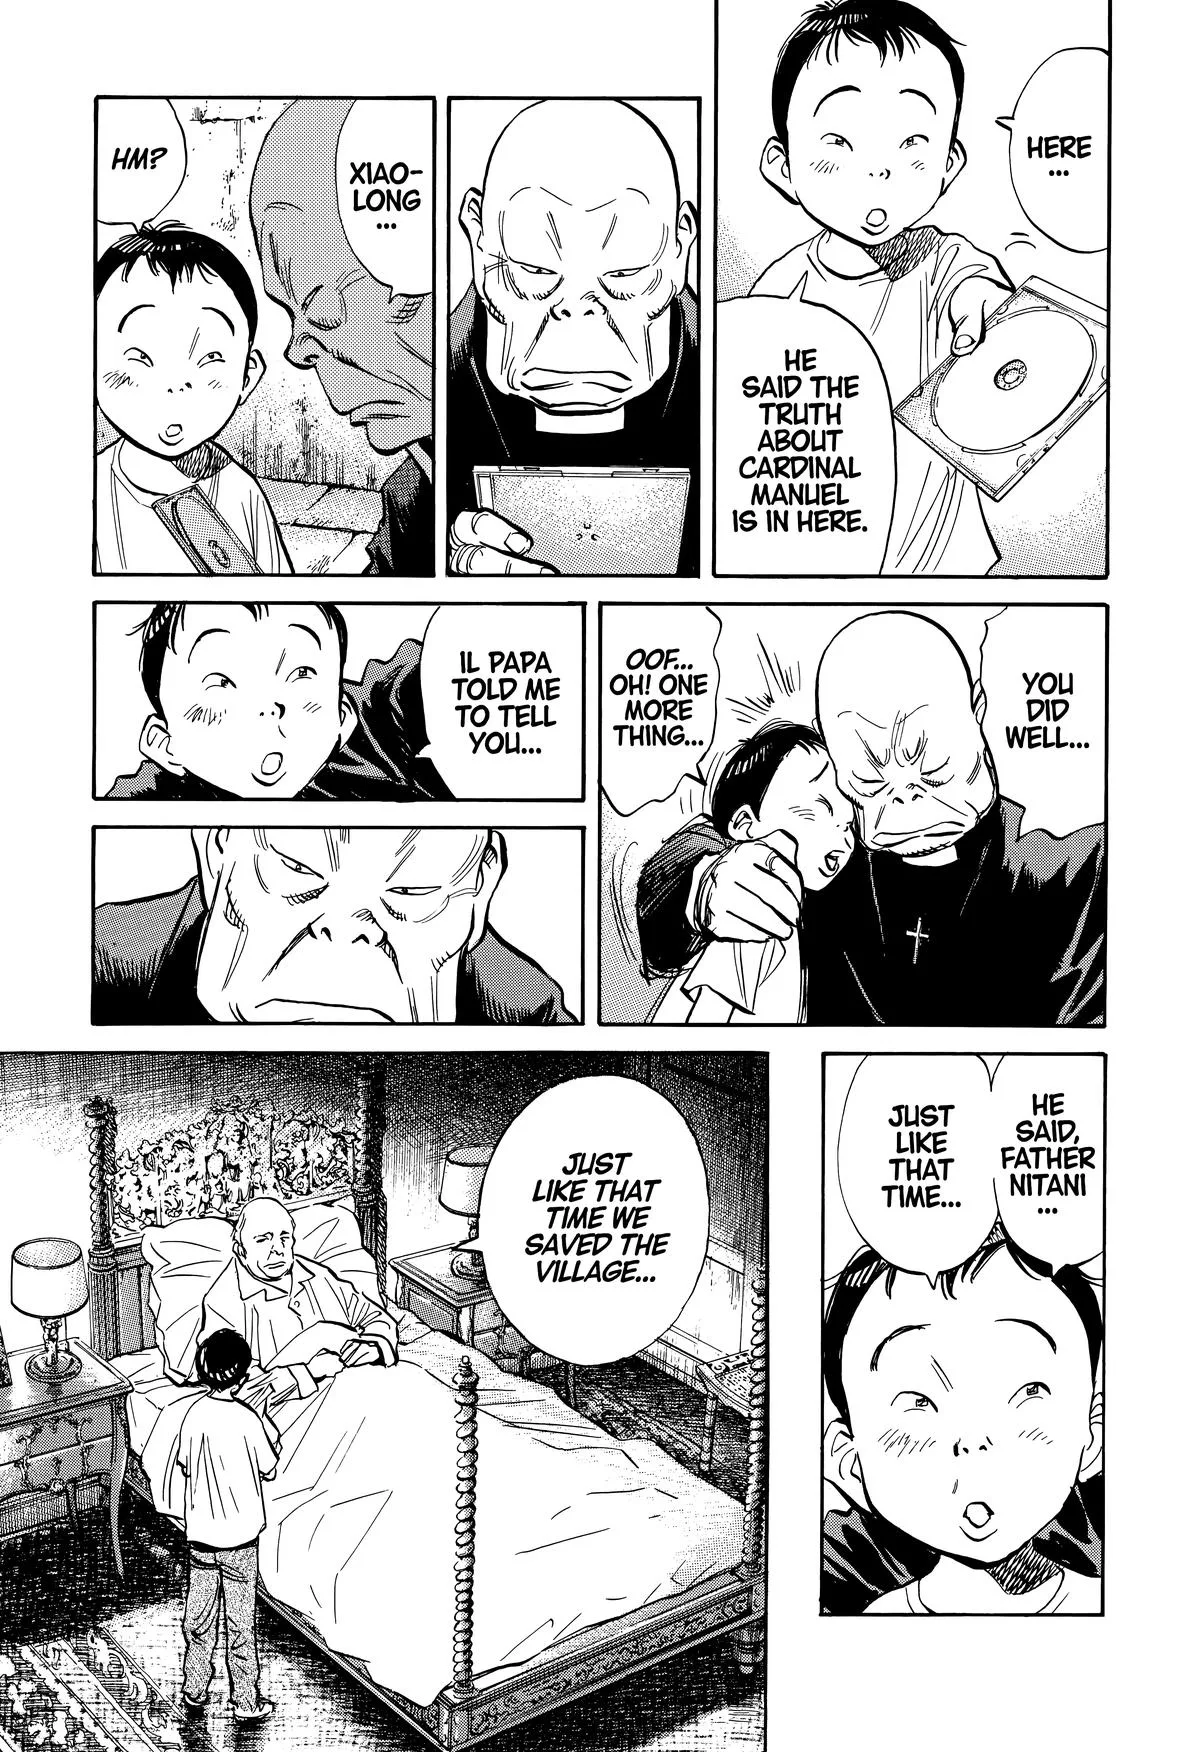 HERE
...
HE
SAID THE
TRUTH
ABOUT
CARDINAL
MANUEL
IS IN HERE.
XIAO-
LONG
...
HM?
YOU
DID
WELL...
OOF...
OH! ONE
MORE
THING...
IL PAPA
TOLD ME
TO TELL
YOU...
HE
SAID,
FATHER
NITANI
...
JUST
LIKE
THAT
TIME...
JUST
LIKE THAT
TIME WE
SAVED THE
VILLAGE...